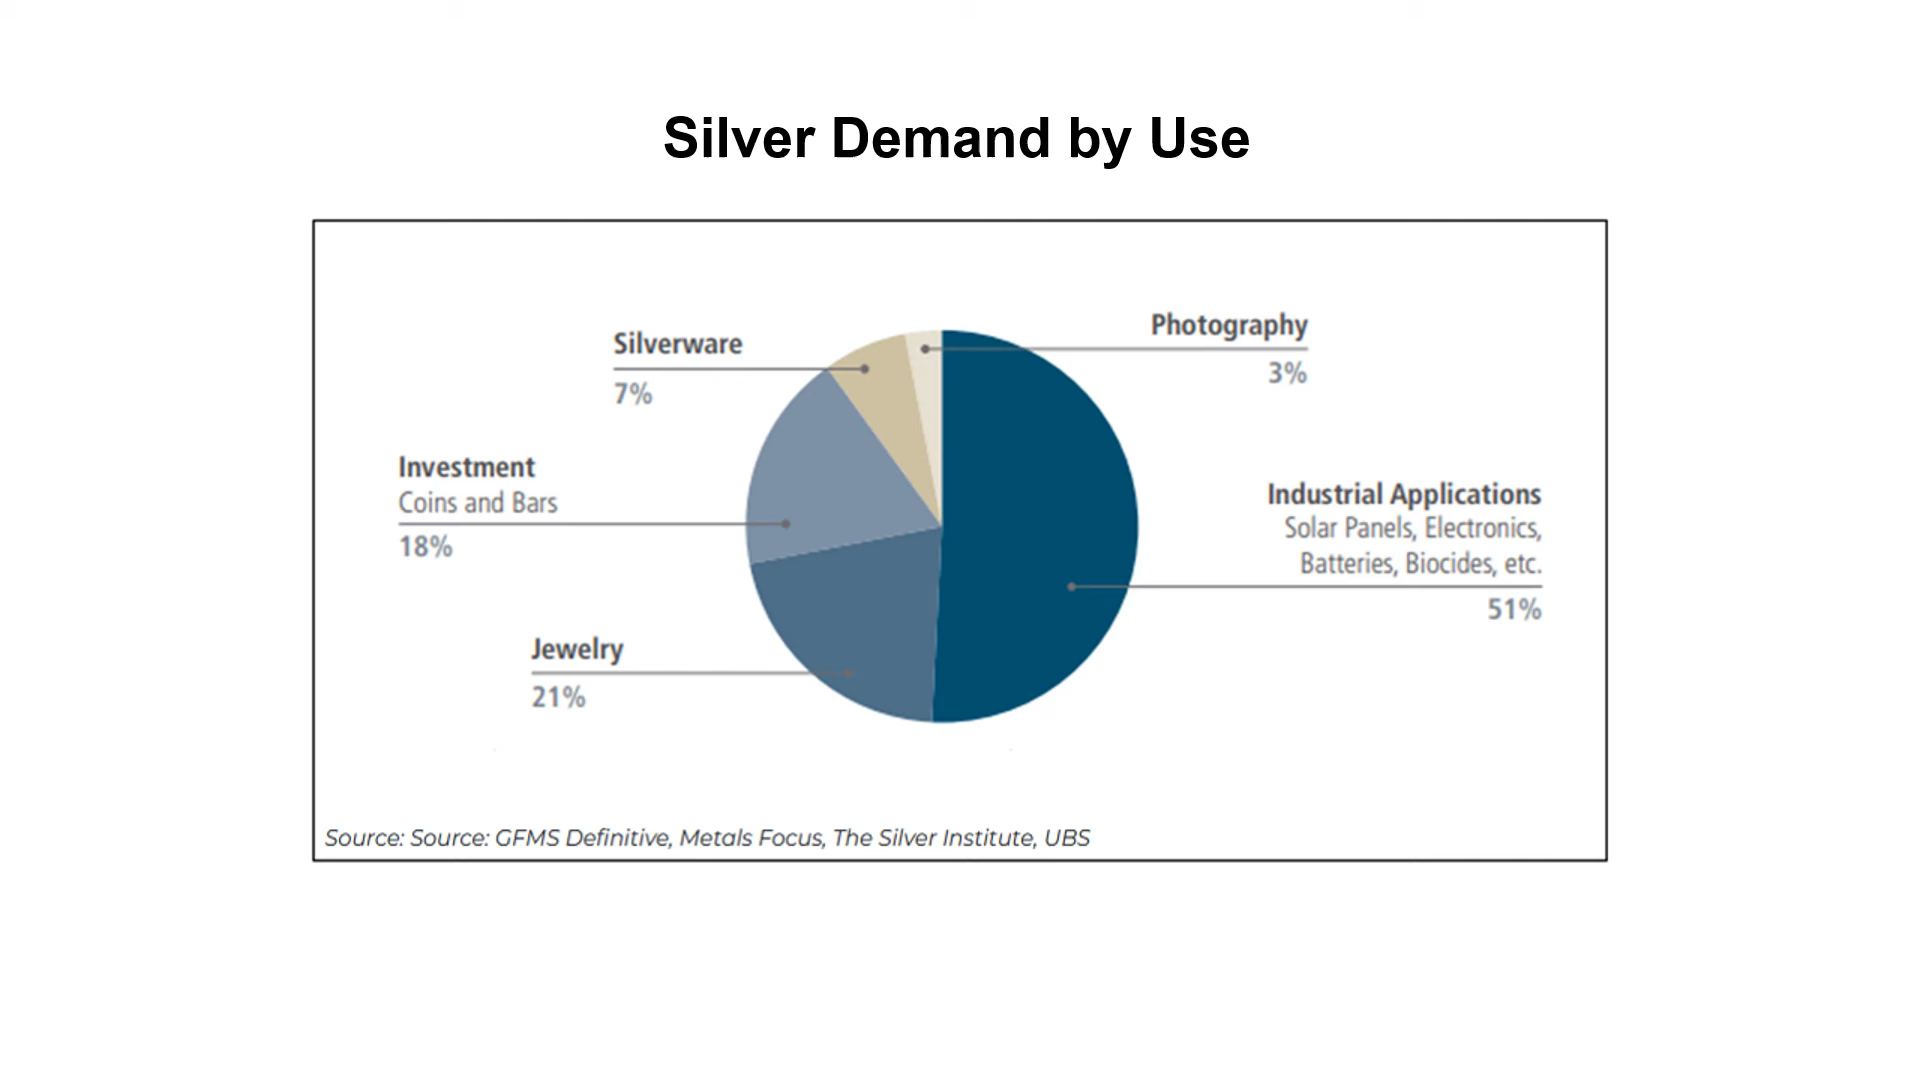 Silver Demand by Use
Photography
3%
Silverware
7%
Investment
Coins and Bars
18%
Industrial Applications
Solar Panels, Electronics,
Batteries, Biocides, etc.
51%
Jewelry
21%
Source: Source: GFMS Definitive, Metals Focus, The Silver Institute, UBS